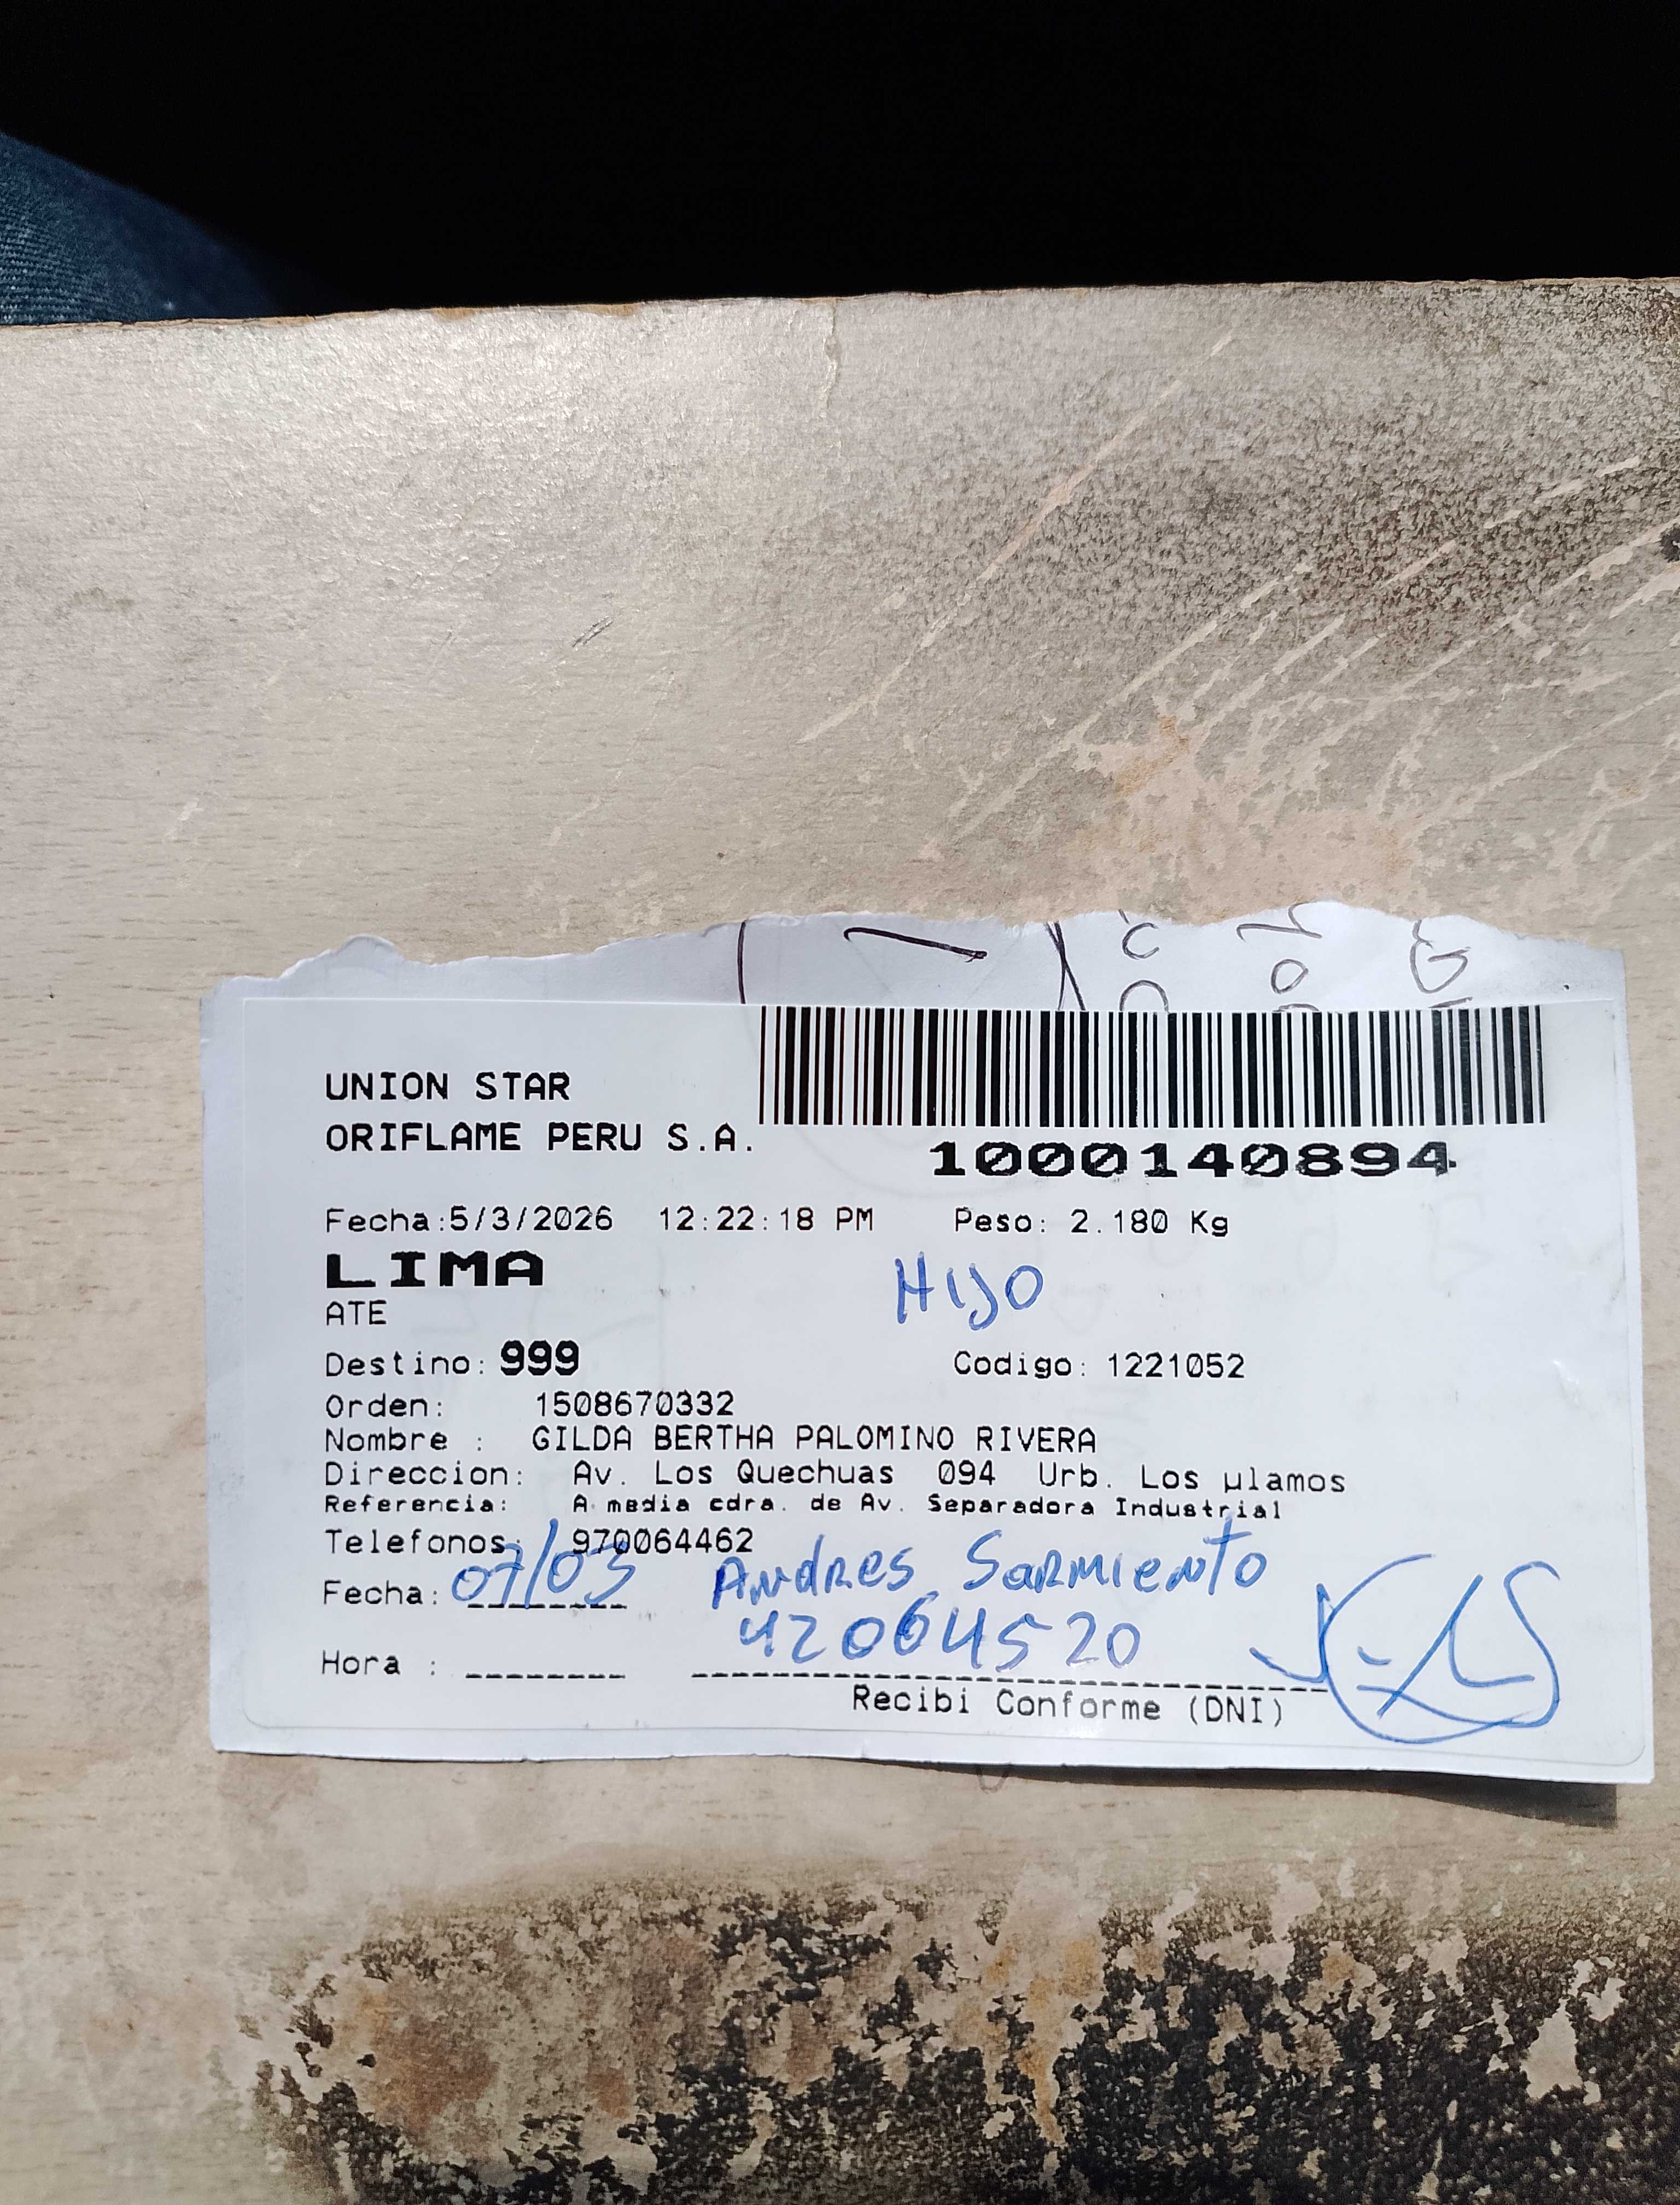 UNION STAR
ORIFLAME PERU S.A.
1000140894
Fecha:5/3/2026 12:22:18 PM Peso: 2.180 Kg
LIMA
HIJO
ATE
Destino: 999 Codigo: 1221052
Orden: 1508670332
Nombre : GILDA BERTHA PALOMINO RIVERA
Direccion: Av. Los Quechuas 094 Urb. Los µlamos
Referencia: A media cdra. de Av. Separadora Industrial
Telefonos: 970064462
Fecha: 07/03 Andres Sarmiento
42064520
Hora :
Recibi Conforme (DNI)